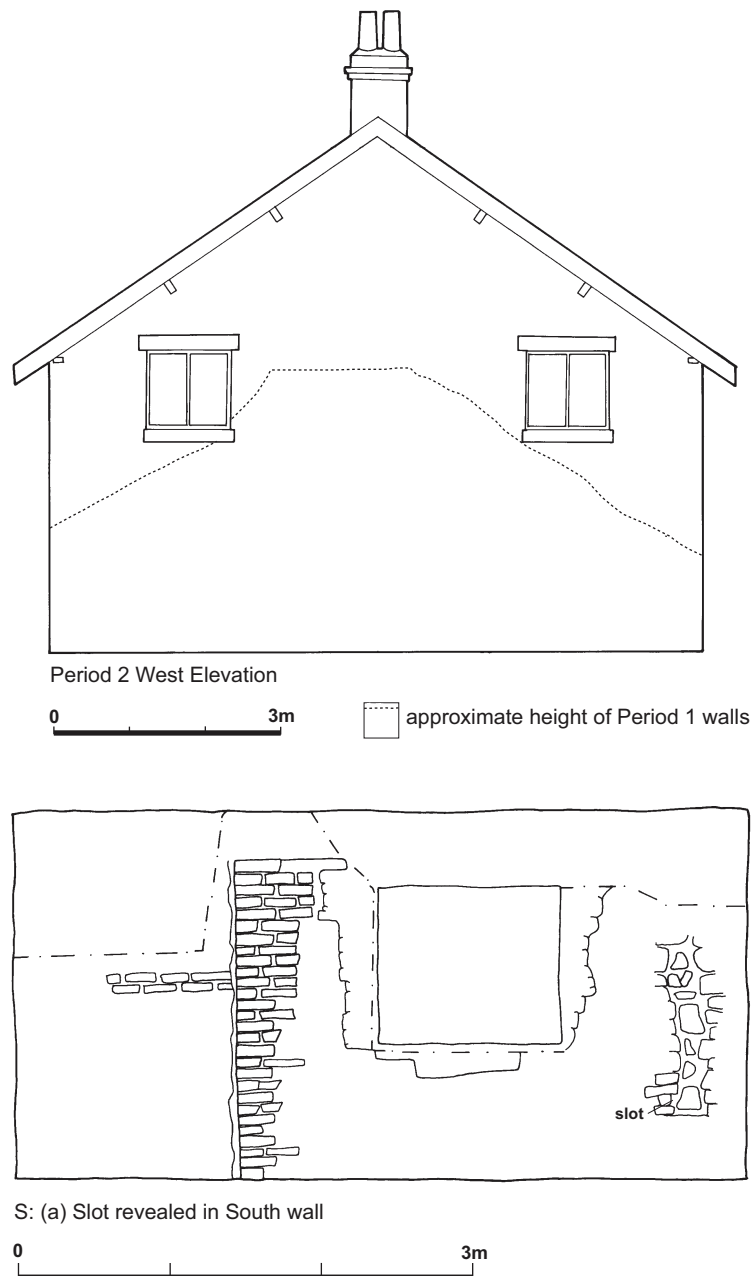 Period 2 West Elevation
0 3m
approximate height of Period 1 walls
slot
S: (a) Slot revealed in South wall
0 3m